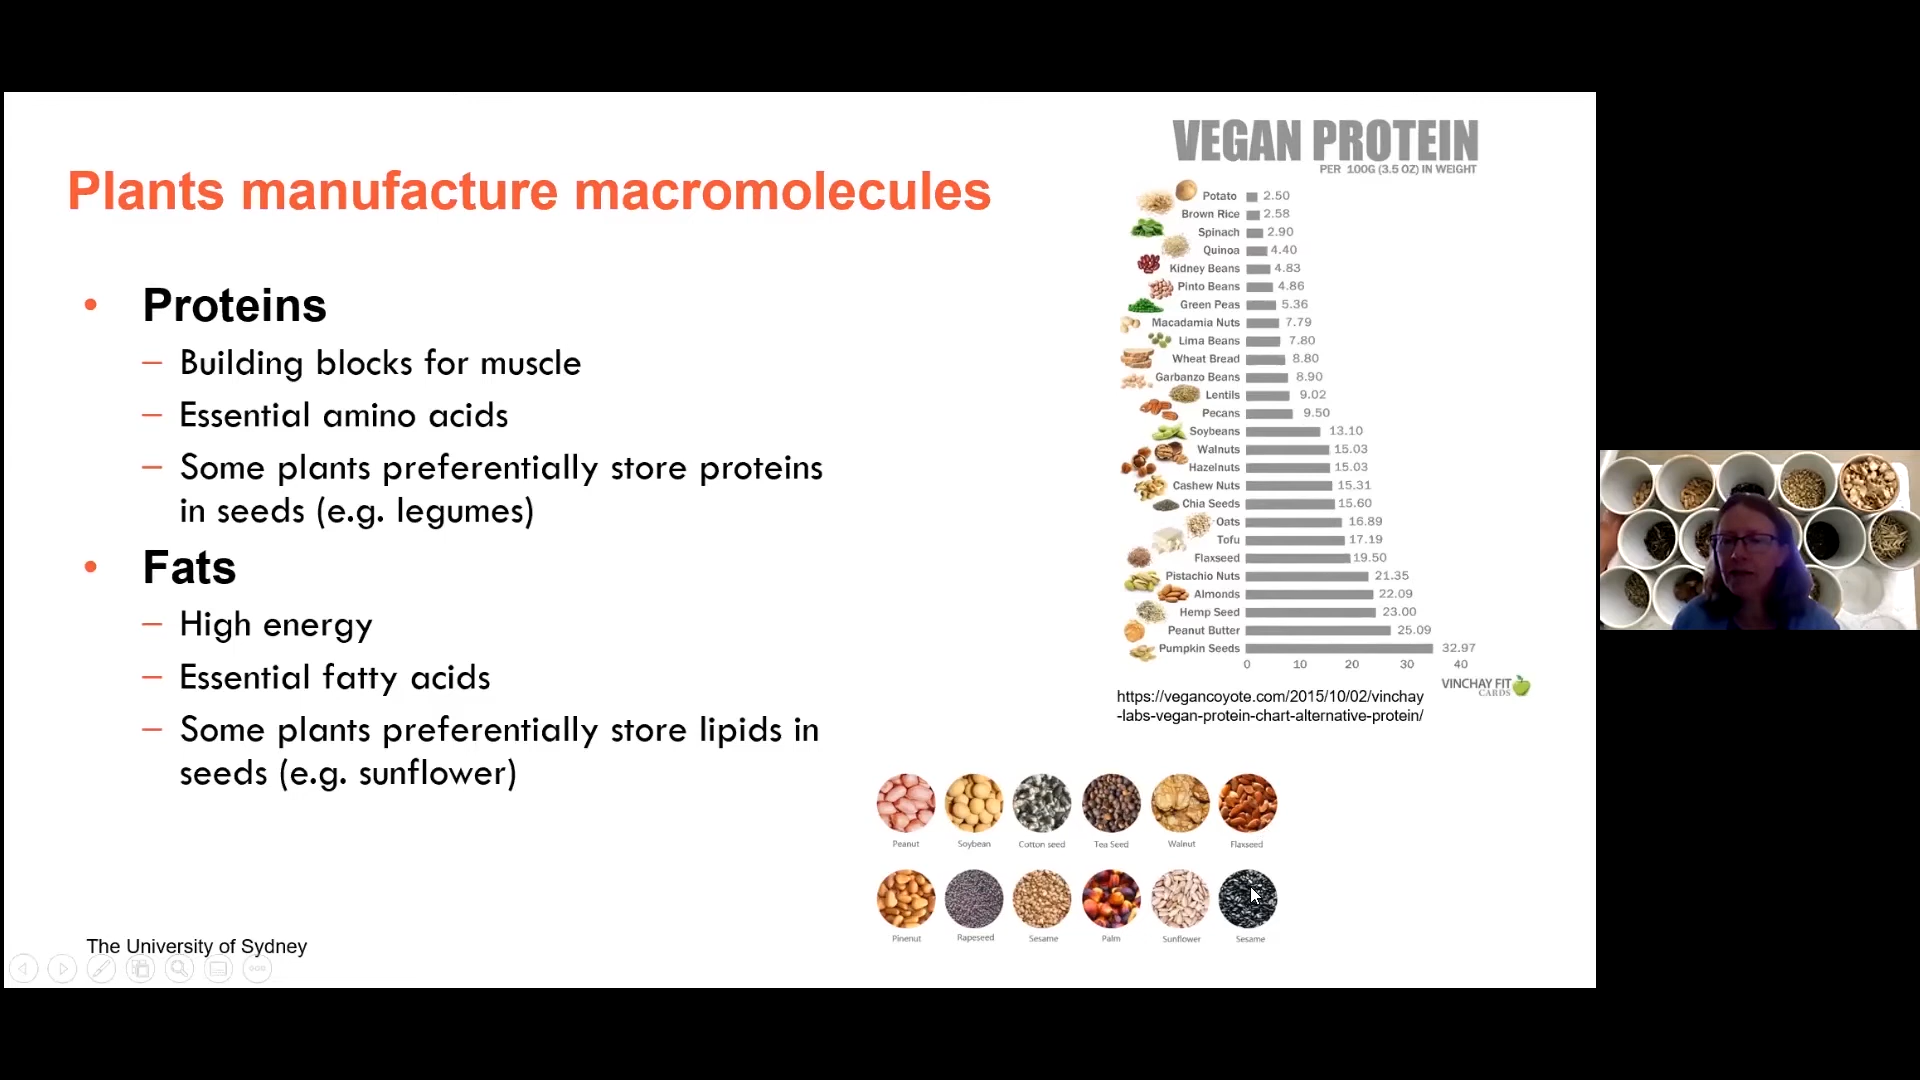 Plants manufacture macromolecules
• Proteins
– Building blocks for muscle
– Essential amino acids
– Some plants preferentially store proteins
in seeds (e.g. legumes)
• Fats
– High energy
– Essential fatty acids
– Some plants preferentially store lipids in
seeds (e.g. sunflower)
The University of Sydney
VEGAN PROTEIN
PER 100G (3.5 OZ) IN WEIGHT
Potato 2.50
Brown Rice 2.58
Spinach 2.90
Quinoa 4.40
Kidney Beans 4.83
Pinto Beans 4.86
Green Peas 5.36
Macadamia Nuts 7.79
Lima Beans 7.80
Wheat Bread 8.80
Garbanzo Beans 8.90
Lentils 9.02
Pecans 9.50
Soybeans 13.10
Walnuts 15.03
Hazelnuts 15.03
Cashew Nuts 15.31
Chia Seeds 15.60
Oats 16.89
Tofu 17.19
Flaxseed 19.50
Pistachio Nuts 21.35
Almonds 22.09
Hemp Seed 23.00
Peanut Butter 25.09
Pumpkin Seeds 32.97
0 10 20 30 40
VINCHAY FIT
CARDS
https://vegancoyote.com/2015/10/02/vinchay
-labs-vegan-protein-chart-alternative-protein/
Peanut Soybean Cotton seed Tea Seed Walnut Flaxseed
Pinenut Rapeseed Sesame Palm Sunflower Sesame